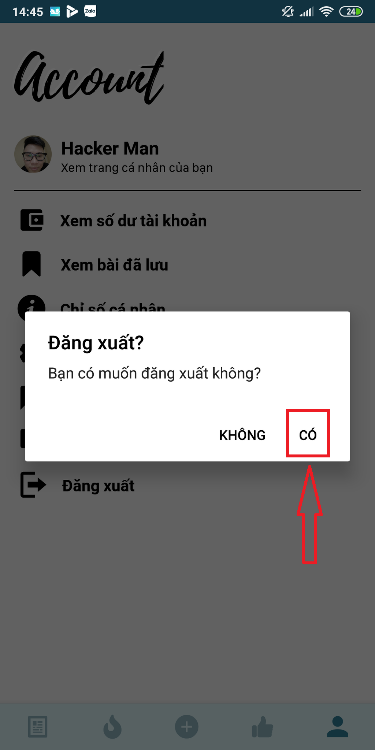 14:45
Zalo
24
Account
Hacker Man
Xem trang cá nhân của bạn
Xem số dư tài khoản
Xem bài đã lưu
Chỉ số cá nhân
Đăng xuất?
Bạn có muốn đăng xuất không?
KHÔNG
CÓ
Đăng xuất